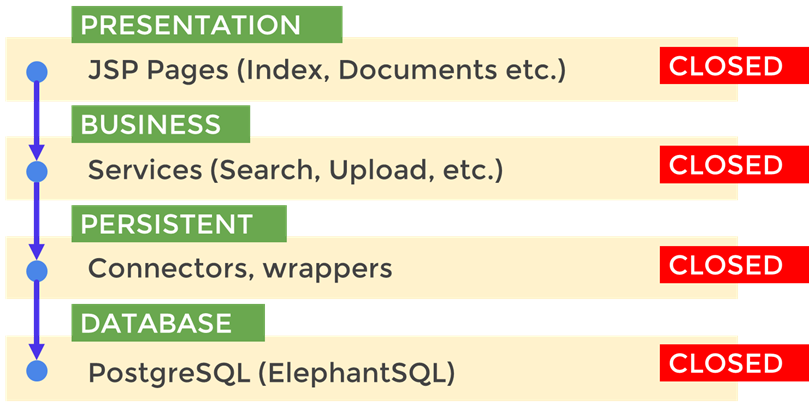 PRESENTATION
JSP Pages (Index, Documents etc.)
CLOSED
BUSINESS
Services (Search, Upload, etc.)
CLOSED
PERSISTENT
Connectors, wrappers
CLOSED
DATABASE
PostgreSQL (ElephantSQL)
CLOSED